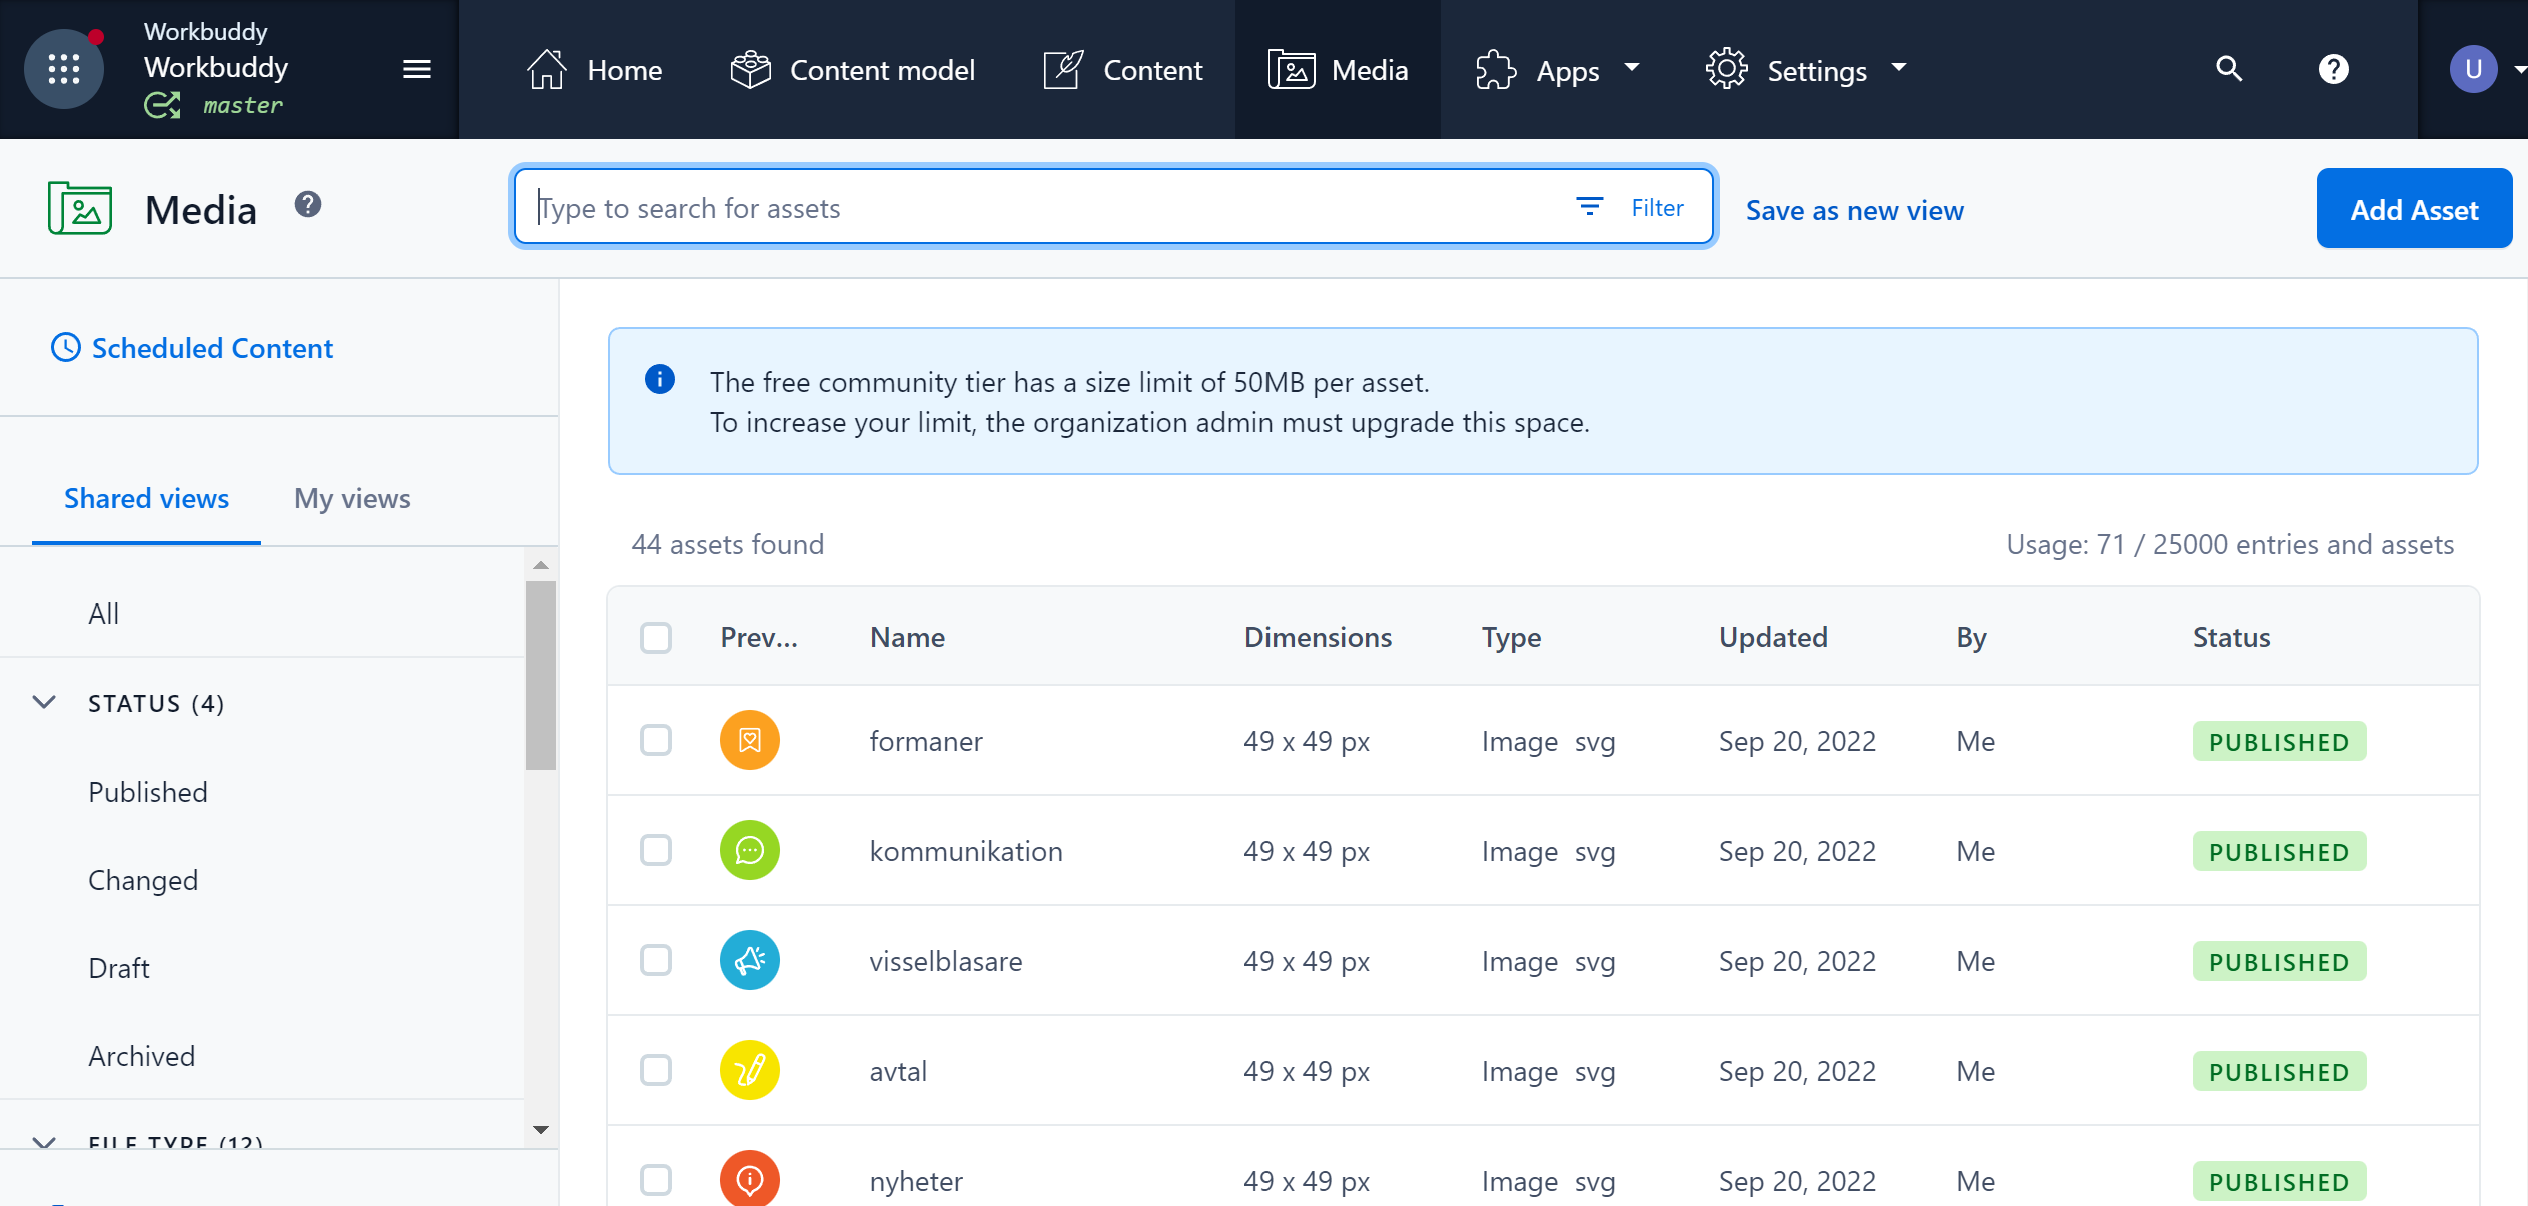 Workbuddy
Workbuddy
master
Home
Content model
Content
Media
Apps
Settings
U
Media
Type to search for assets
Filter
Save as new view
Add Asset
Scheduled Content
Shared views
My views
All
STATUS (4)
Published
Changed
Draft
Archived
FILE TYPE (12)
The free community tier has a size limit of 50MB per asset.
To increase your limit, the organization admin must upgrade this space.
44 assets found
Usage: 71 / 25000 entries and assets
Prev... Name Dimensions Type Updated By Status
formaner 49 x 49 px Image svg Sep 20, 2022 Me PUBLISHED
kommunikation 49 x 49 px Image svg Sep 20, 2022 Me PUBLISHED
visselblasare 49 x 49 px Image svg Sep 20, 2022 Me PUBLISHED
avtal 49 x 49 px Image svg Sep 20, 2022 Me PUBLISHED
nyheter 49 x 49 px Image svg Sep 20, 2022 Me PUBLISHED